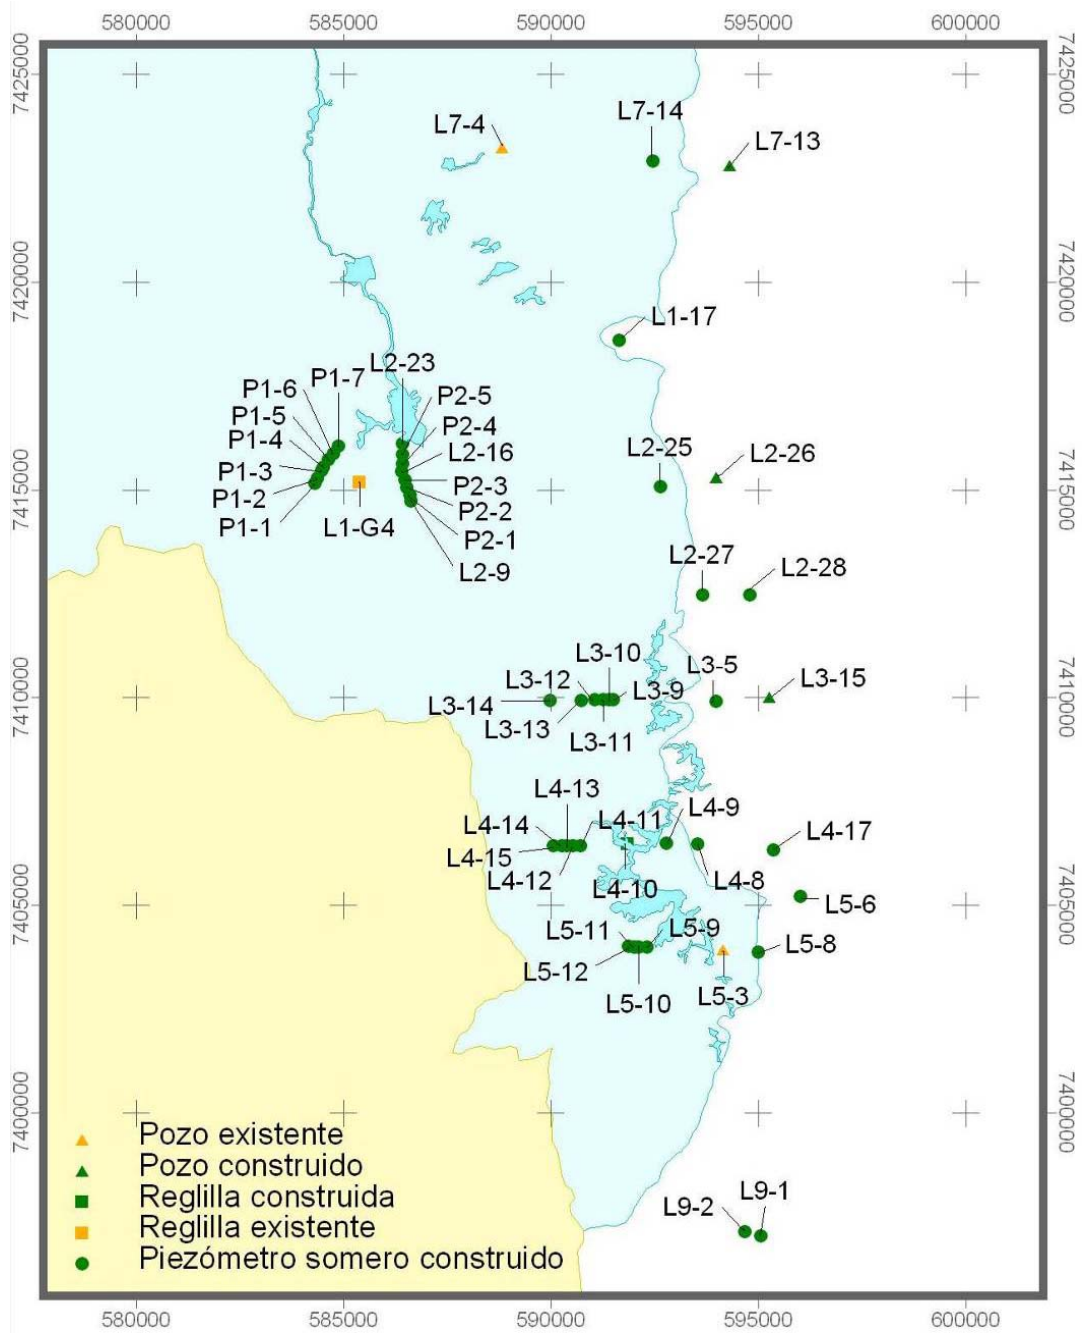 580000
585000
590000
595000
600000
7425000
7425000
L7-4
L7-14
L7-13
7420000
7420000
L1-17
L2-23
P1-7
P1-6
P2-5
P1-5
P2-4
P1-4
L2-16
L2-25
L2-26
P1-3
P2-3
P1-2
P2-2
P1-1
L1-G4
P2-1
L2-9
7415000
7415000
L2-27
L2-28
L3-10
L3-12
L3-9
L3-5
L3-15
L3-14
L3-13
L3-11
7410000
7410000
L4-13
L4-14
L4-11
L4-9
L4-17
L4-15
L4-12
L4-10
L4-8
7405000
7405000
L5-6
L5-11
L5-9
L5-8
L5-12
L5-10
L5-3
7400000
7400000
Pozo existente
Pozo construido
Reglilla construida
Reglilla existente
Piezómetro somero construido
L9-1
L9-2
580000
585000
590000
595000
600000